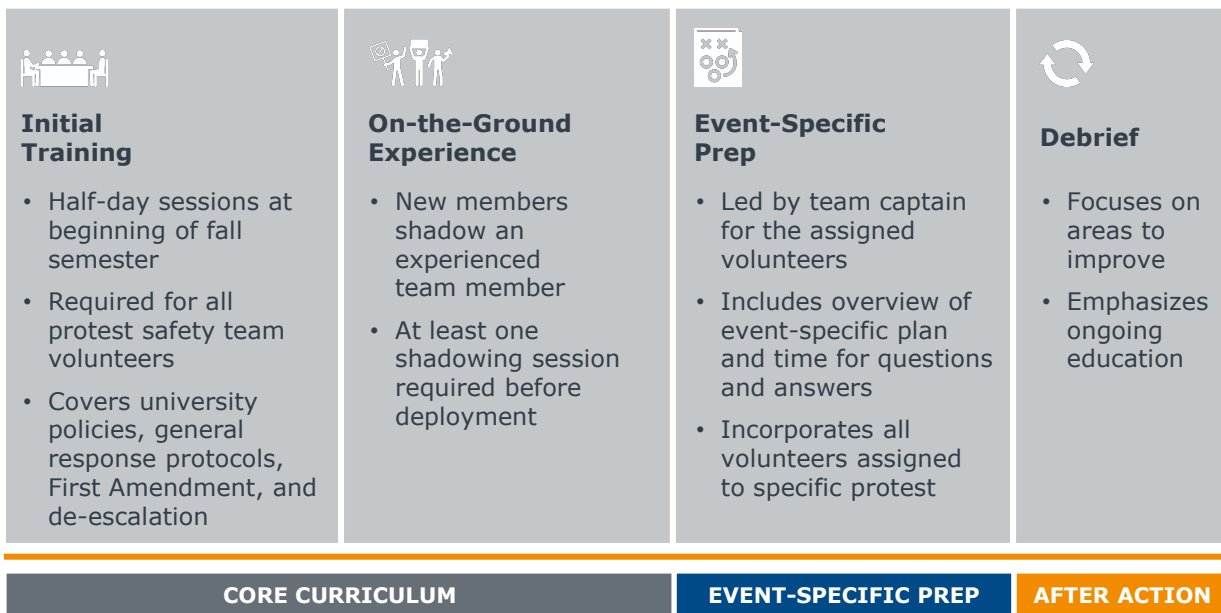 Initial
Training
• Half-day sessions at
beginning of fall
semester
• Required for all
protest safety team
volunteers
• Covers university
policies, general
response protocols,
First Amendment, and
de-escalation
On-the-Ground
Experience
• New members
shadow an
experienced
team member
• At least one
shadowing session
required before
deployment
Event-Specific
Prep
• Led by team captain
for the assigned
volunteers
• Includes overview of
event-specific plan
and time for questions
and answers
• Incorporates all
volunteers assigned
to specific protest
Debrief
• Focuses on
areas to
improve
• Emphasizes
ongoing
education
CORE CURRICULUM
EVENT-SPECIFIC PREP
AFTER ACTION